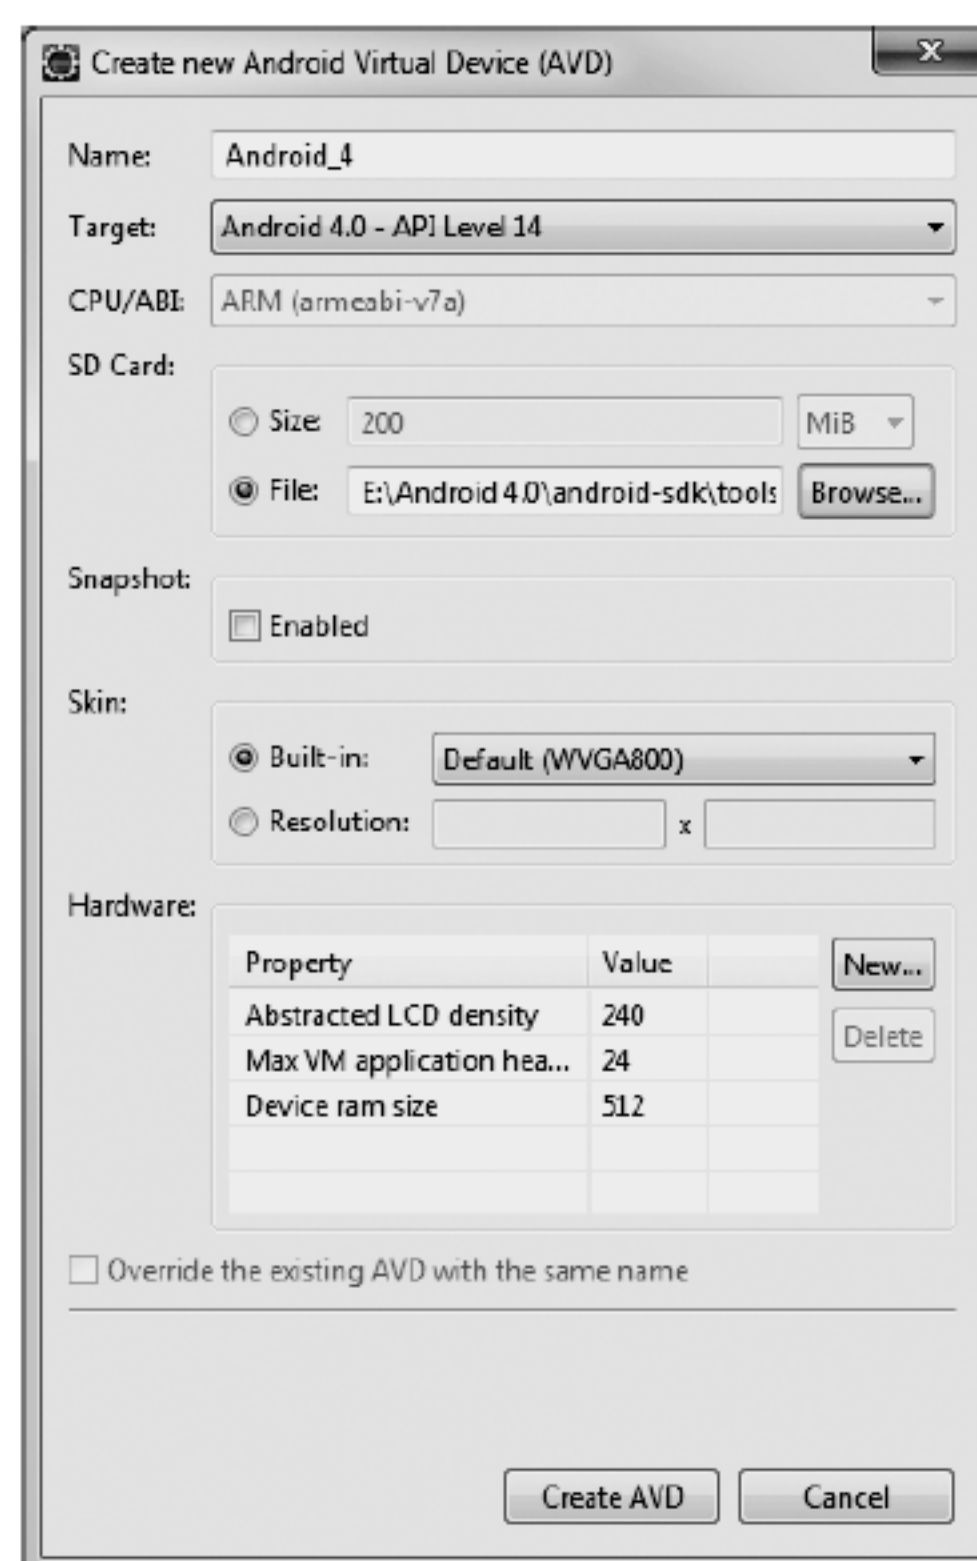 Create new Android Virtual Device (AVD)
x
Name: Android_4
Target: Android 4.0 - API Level 14
CPU/ABI: ARM (armeabi-v7a)
SD Card:
Size: 200 MiB
File: E:\Android 4.0\android-sdk\tools Browse...
Snapshot:
Enabled
Skin:
Built-in: Default (WVGA800)
Resolution: x
Hardware:
Property Value New...
Abstracted LCD density 240
Delete
Max VM application hea... 24
Device ram size 512
Override the existing AVD with the same name
Create AVD Cancel